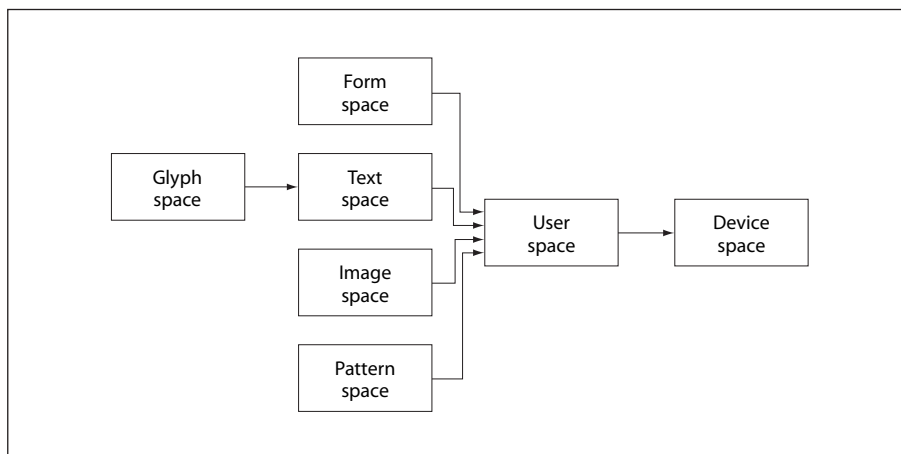 Form
space
Glyph
space
Text
space
User
space
Device
space
Image
space
Pattern
space